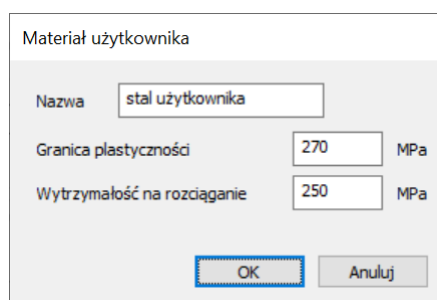 Materiał użytkownika
Nazwa stal użytkownika
Granica plastyczności 270 MPa
Wytrzymałość na rozciąganie 250 MPa
OK Anuluj